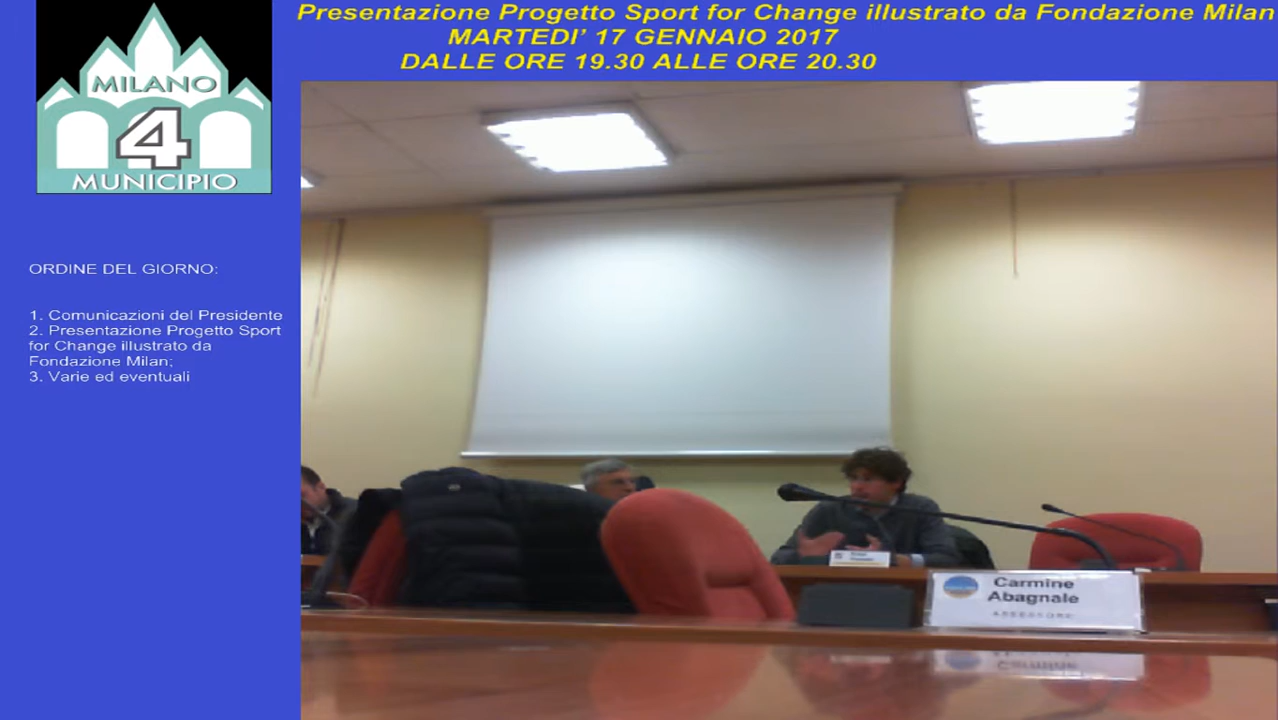 Presentazione Progetto Sport for Change illustrato da Fondazione Milan
MARTEDI’ 17 GENNAIO 2017
DALLE ORE 19.30 ALLE ORE 20.30
MILANO
4
MUNICIPIO
ORDINE DEL GIORNO:
1. Comunicazioni del Presidente
2. Presentazione Progetto Sport
for Change illustrato da
Fondazione Milan;
3. Varie ed eventuali
Carmine
Abagnale
ASSESSORE